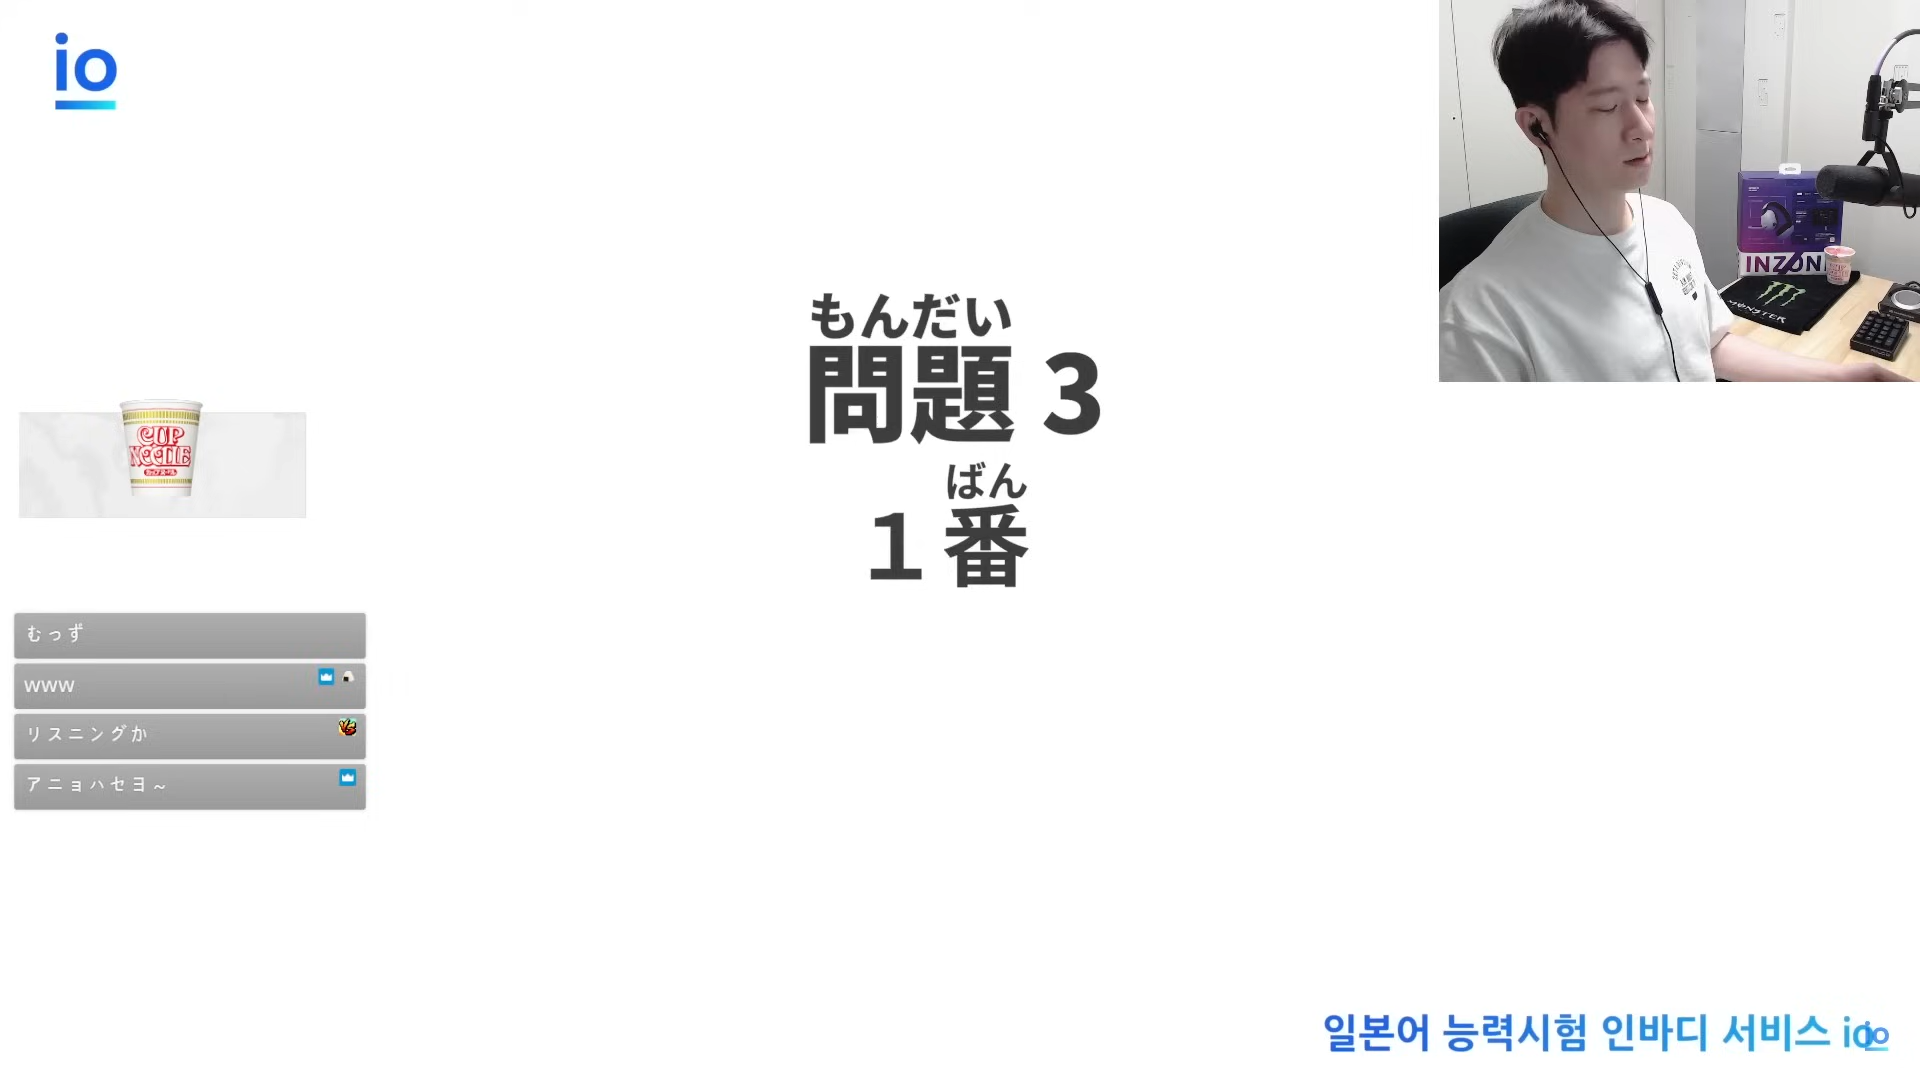 io
もんだい
問題 3
ばん
1 番
CUP
NOODLE
むっず
www
リスニングか
アニョハセヨ~
INZON
MONSTER
일본어 능력시험 인바디 서비스 io
io